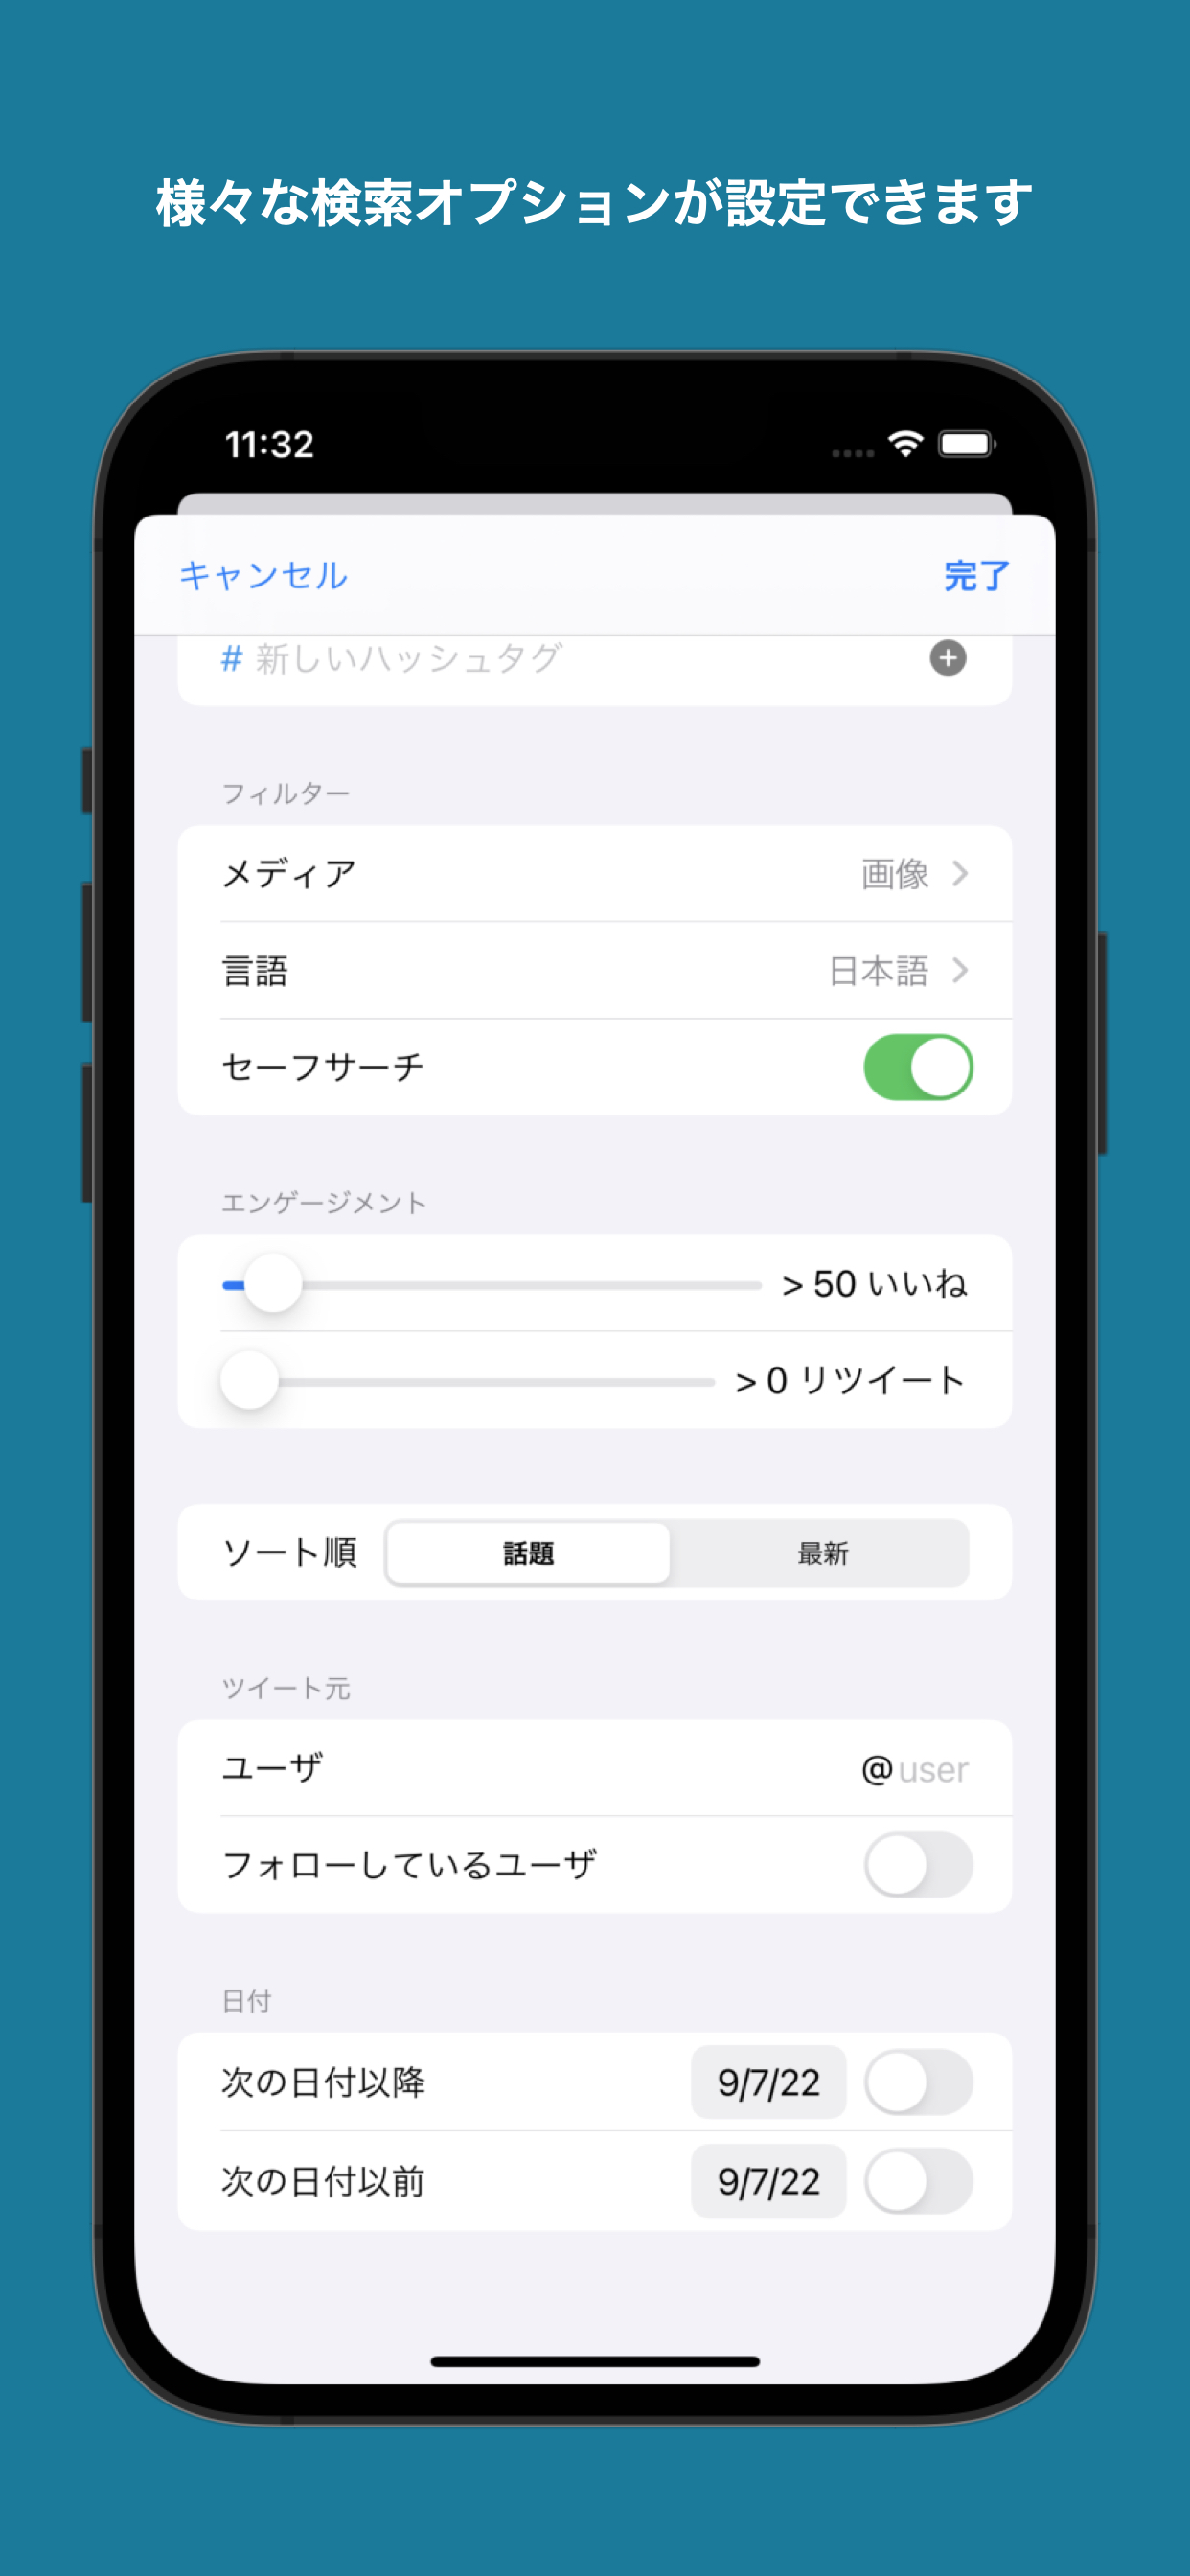 様々な検索オプションが設定できます
11:32
キャンセル 完了
# 新しいハッシュタグ
フィルター
メディア 画像
言語 日本語
セーフサーチ
エンゲージメント
> 50 いいね
> 0 リツイート
ソート順 話題 最新
ツイート元
ユーザ @user
フォローしているユーザ
日付
次の日付以降 9/7/22
次の日付以前 9/7/22